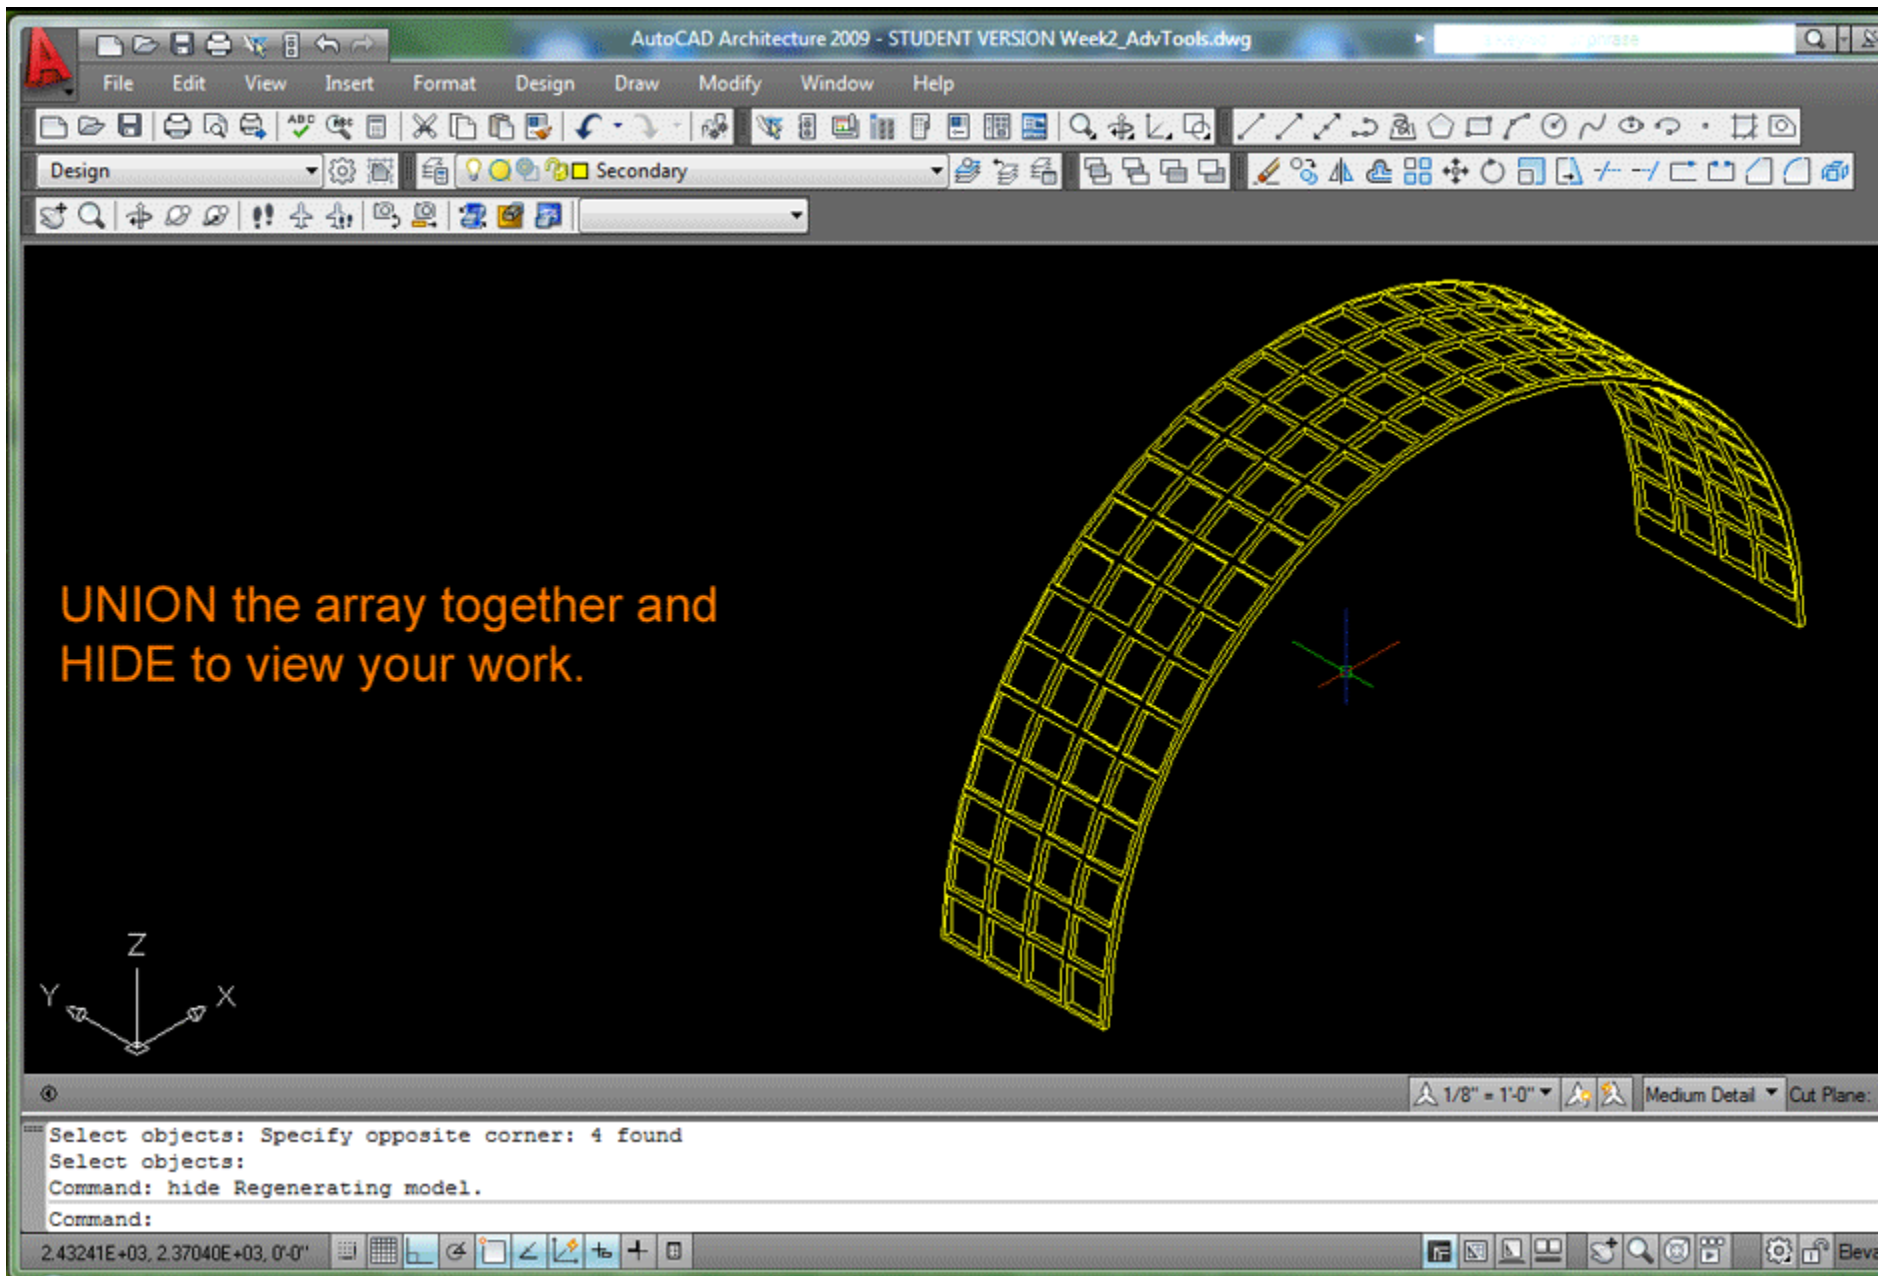 AutoCAD Architecture 2009 - STUDENT VERSION Week2_AdvTools.dwg
File Edit View Insert Format Design Draw Modify Window Help
Design
Secondary
UNION the array together and
HIDE to view your work.
Z
Y
X
1/8" = 1'-0"
Medium Detail
Cut Plane:
Select objects: Specify opposite corner: 4 found
Select objects:
Command: hide Regenerating model.
Command:
2.43241E+03, 2.37040E+03, 0'-0"